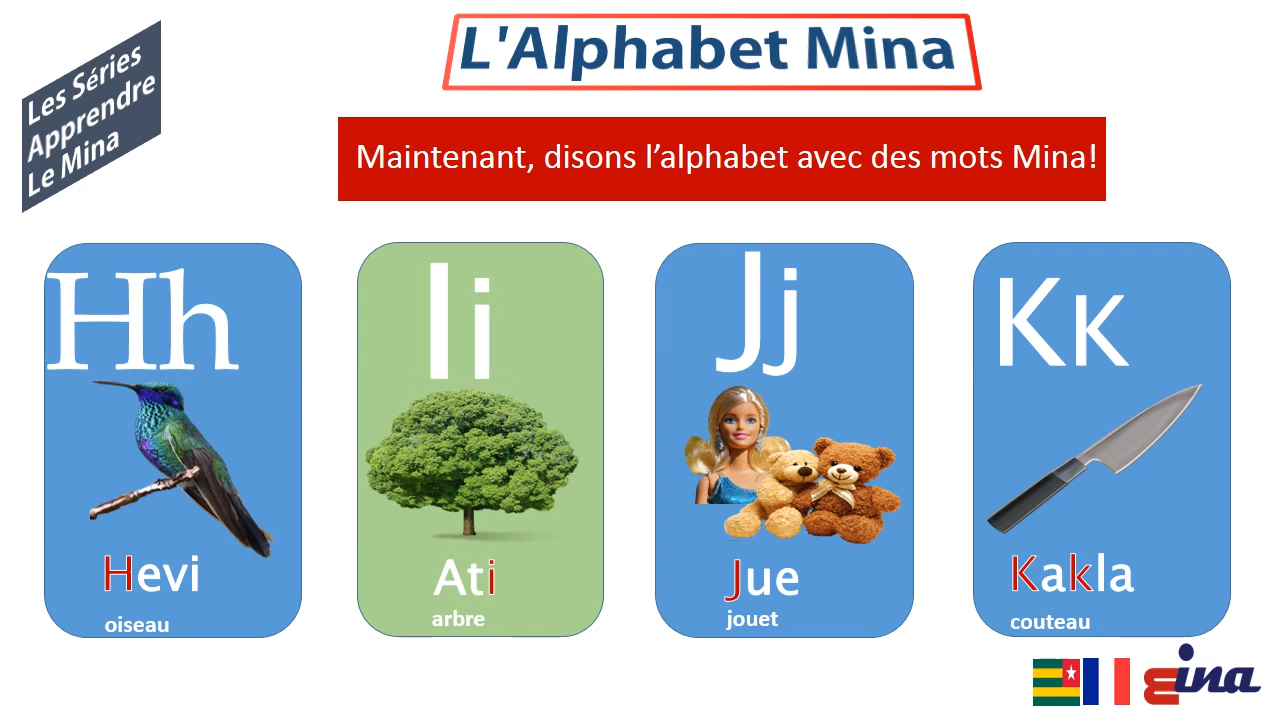 Les Séries
Apprendre
Le Mina
L'Alphabet Mina
Maintenant, disons l’alphabet avec des mots Mina!
Hh
Hevi
oiseau
Ii
Ati
arbre
Jj
Jue
jouet
Kk
Kakla
couteau
Eina